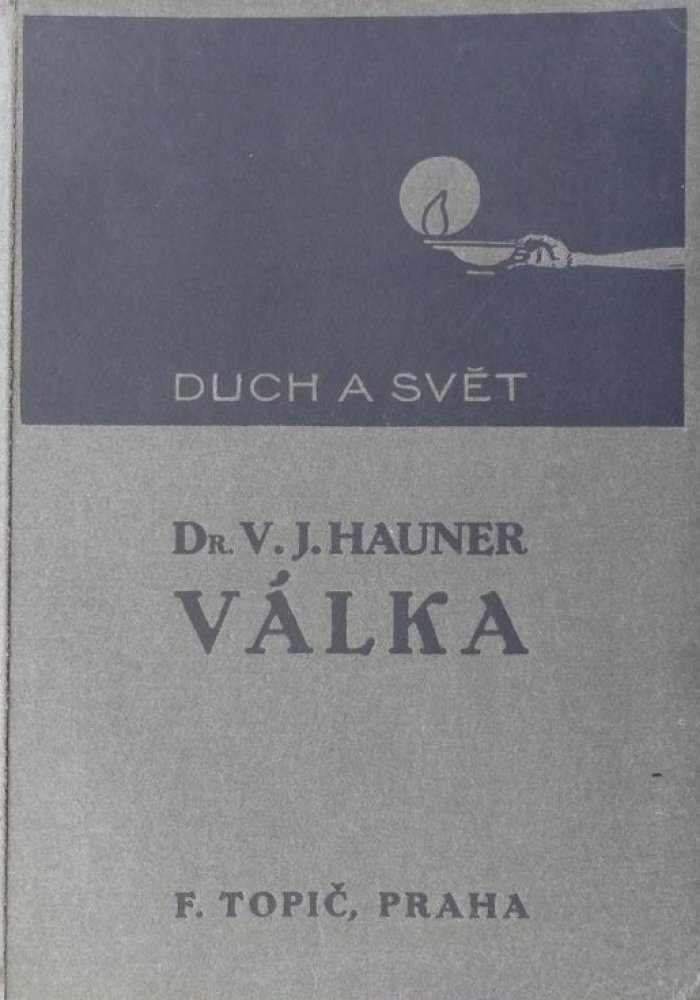 DUCH A SVĚT
DR. V. J. HAUNER
VÁLKA
F. TOPIČ, PRAHA